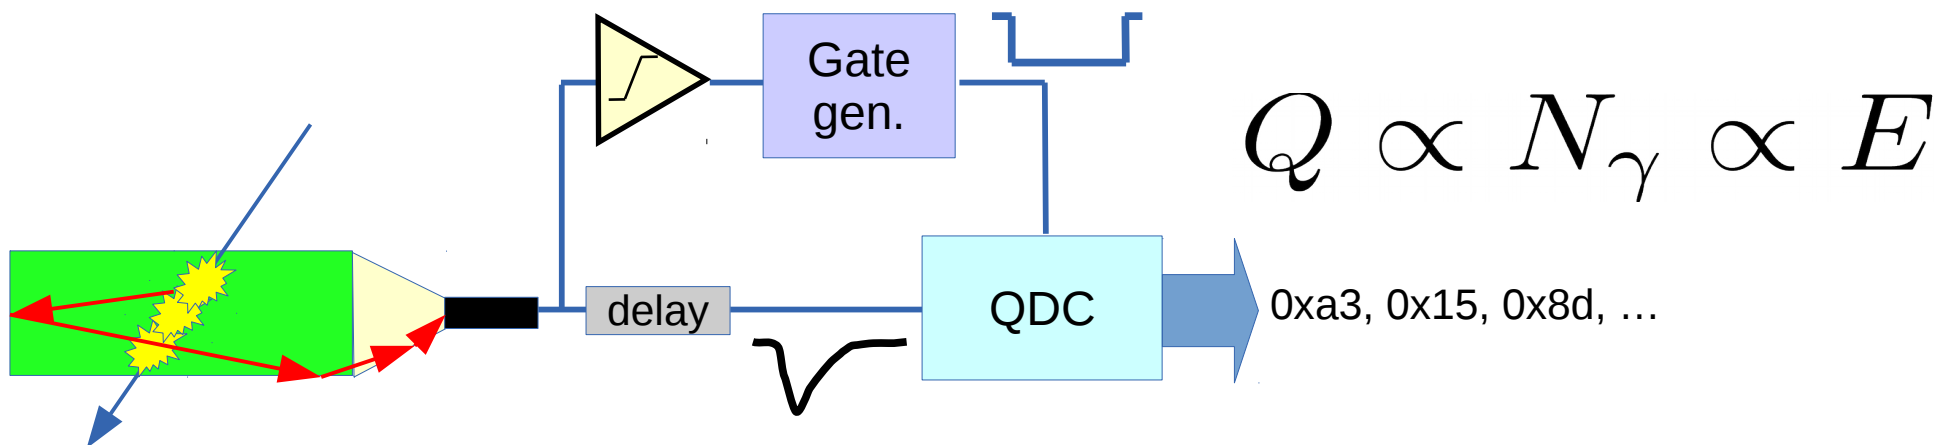 Gate
gen.
Q ∝ N_γ ∝ E
delay
QDC
0xa3, 0x15, 0x8d, …